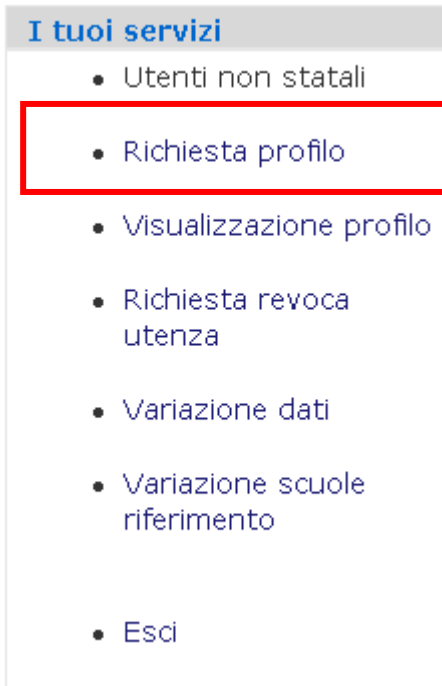 I tuoi servizi
Utenti non statali
Richiesta profilo
Visualizzazione profilo
Richiesta revoca
utenza
Variazione dati
Variazione scuole
riferimento
Esci